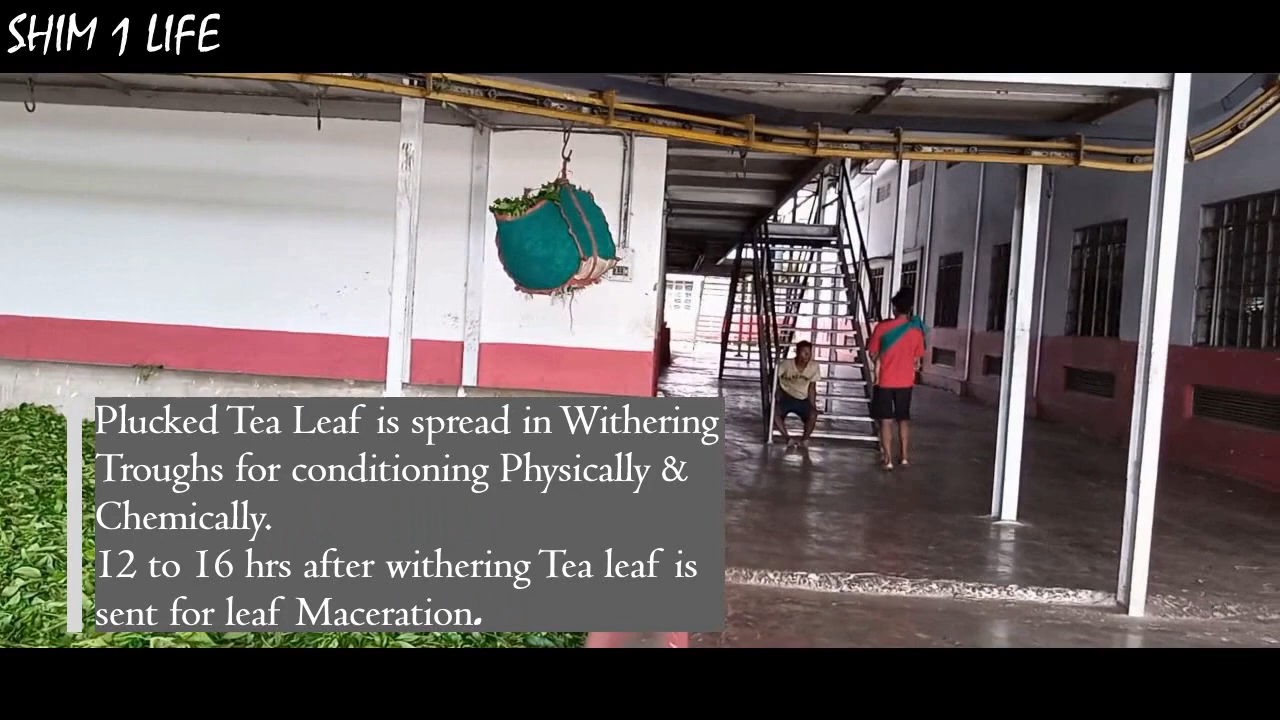 SHIM 1 LIFE
Plucked Tea Leaf is spread in Withering
Troughs for conditioning Physically &
Chemically.
12 to 16 hrs after withering Tea leaf is
sent for leaf Maceration.